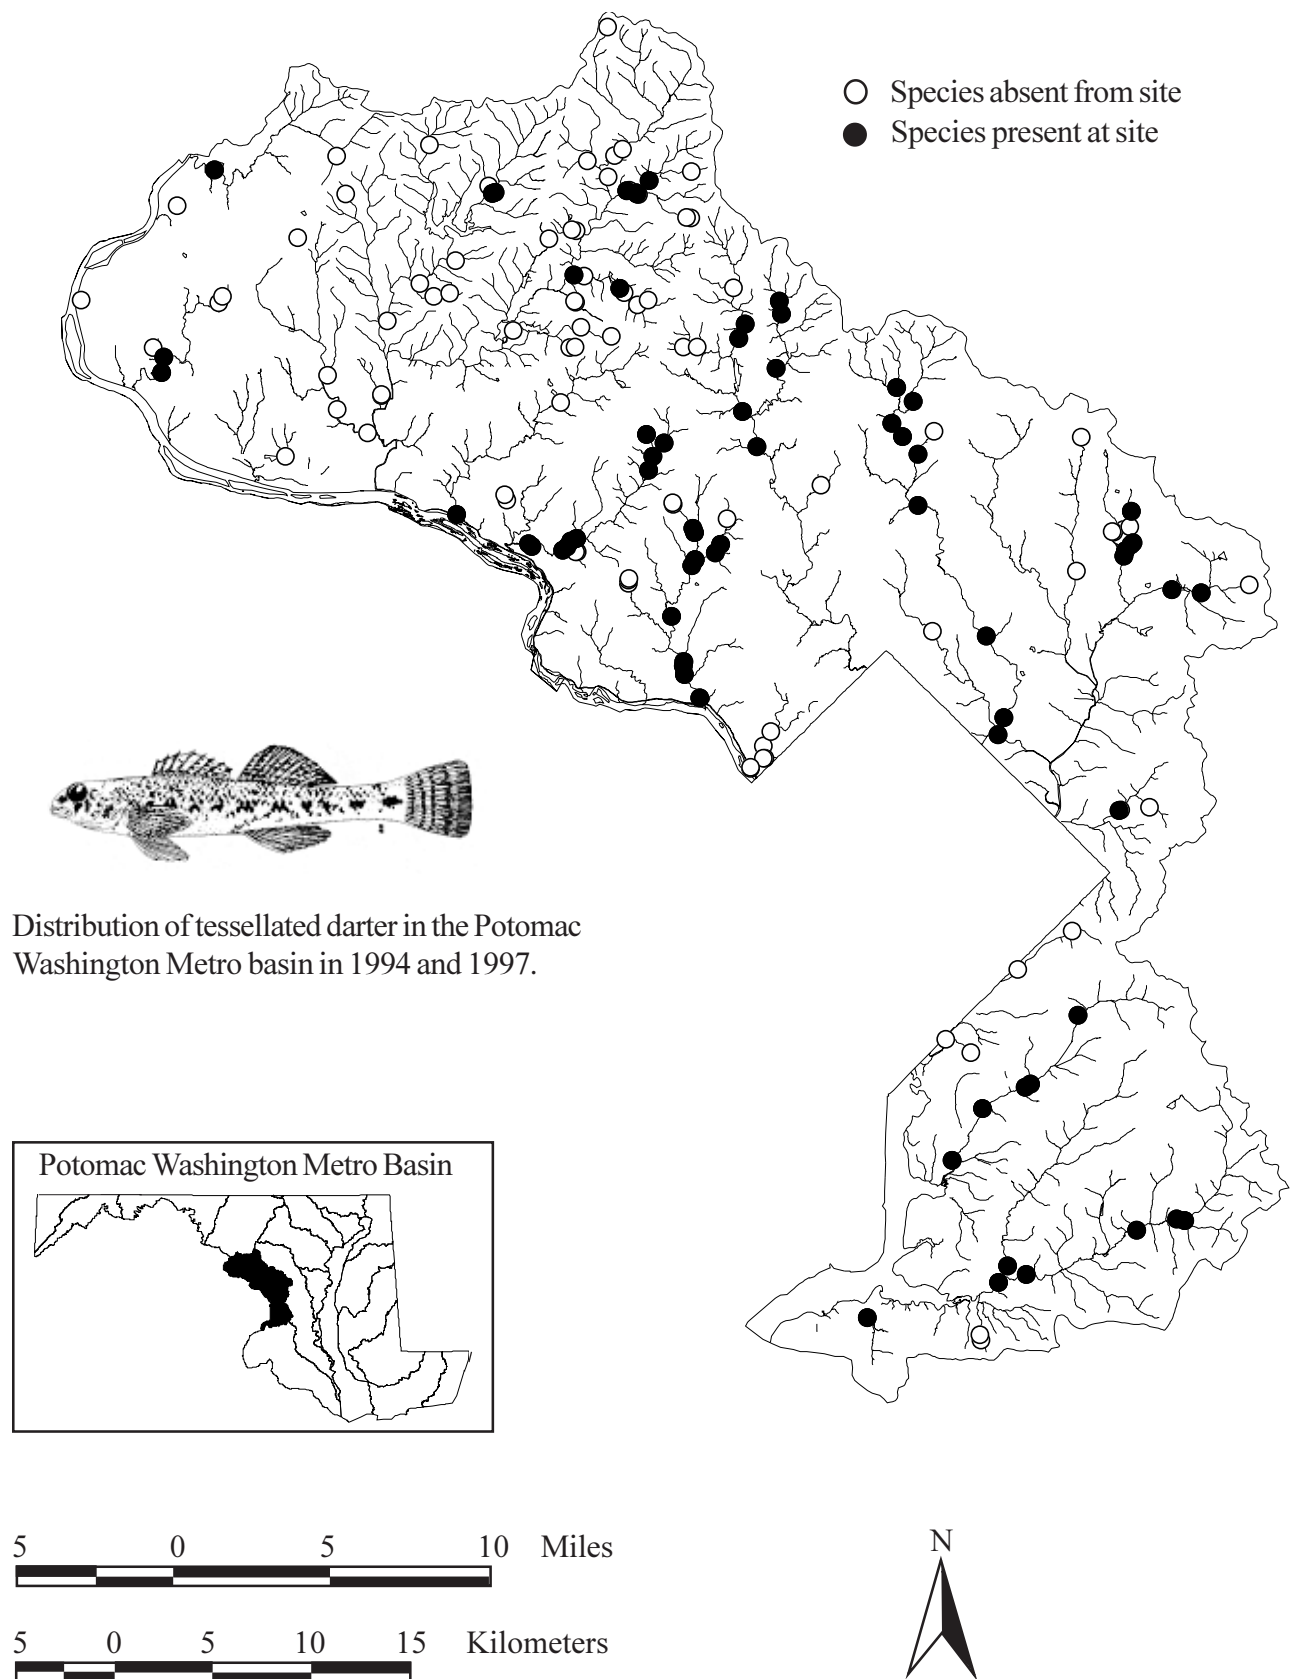 Species absent from site
Species present at site
Distribution of tessellated darter in the Potomac
Washington Metro basin in 1994 and 1997.
Potomac Washington Metro Basin
5 0 5 10 Miles
N
5 0 5 10 15 Kilometers